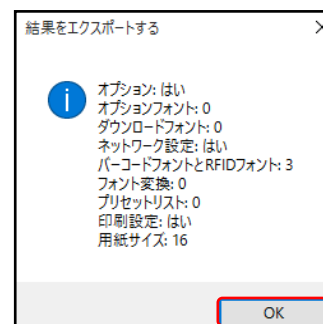 結果をエクスポートする
オプション: はい
オプションフォント: 0
ダウンロードフォント: 0
ネットワーク設定: はい
バーコードフォントとRFIDフォント: 3
フォント変換: 0
プリセットリスト: 0
印刷設定: はい
用紙サイズ: 16
OK